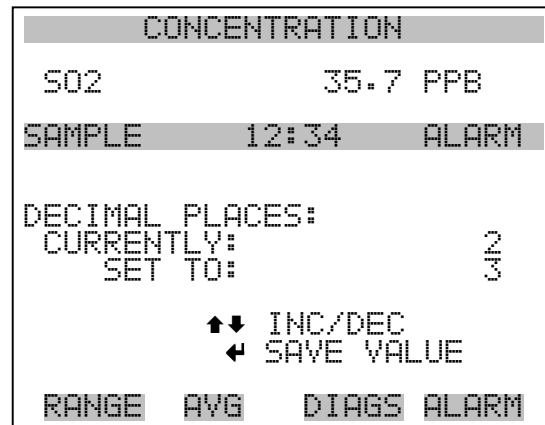 CONCENTRATION
SO2 35.7 PPB
SAMPLE 12:34 ALARM
DECIMAL PLACES:
CURRENTLY: 2
SET TO: 3
⬆⬇ INC/DEC
↵ SAVE VALUE
RANGE AVG DIAGS ALARM